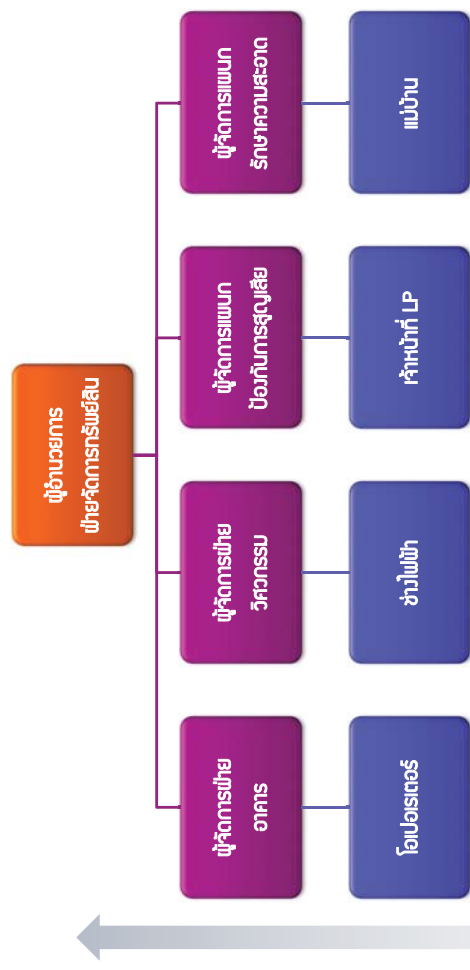 ผู้อำนวยการ
ฝ่ายจัดการทรัพย์สิน
ผู้จัดการฝ่าย
อาคาร
ผู้จัดการฝ่าย
วิศวกรรม
ผู้จัดการแผนก
ป้องกันการสูญเสีย
ผู้จัดการแผนก
รักษาความสะอาด
โอเปอเรเตอร์
ช่างไฟฟ้า
เจ้าหน้าที่ LP
แม่บ้าน